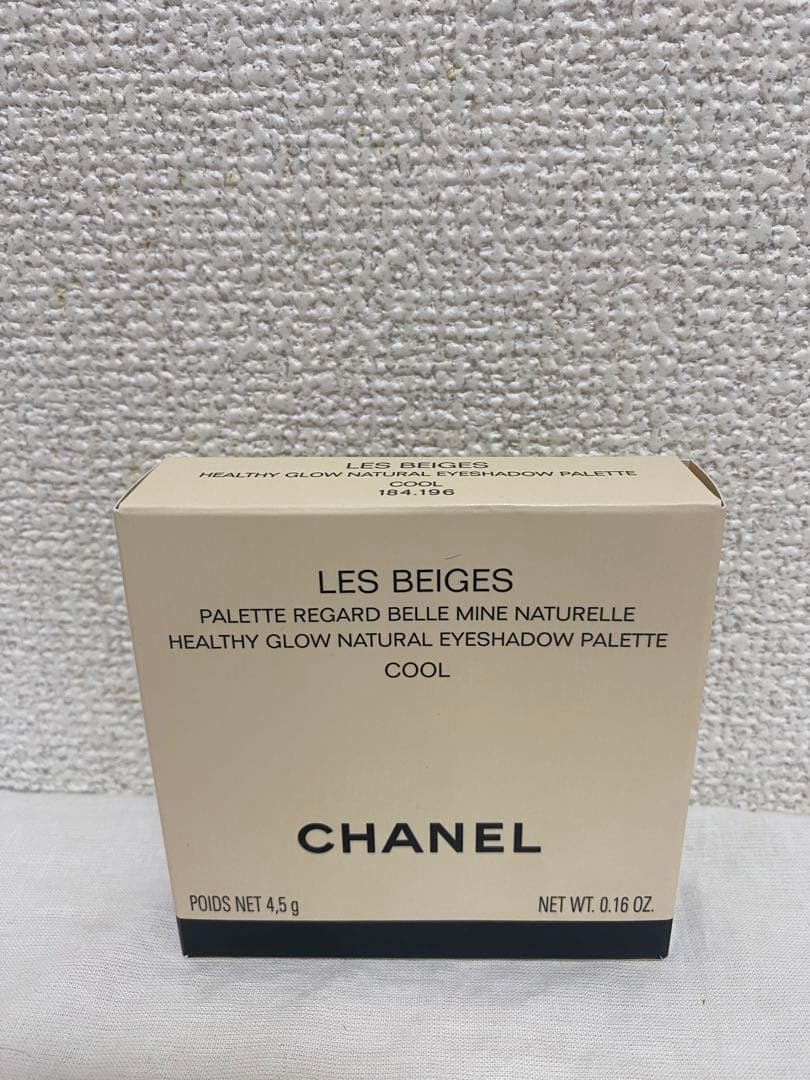 LES BEIGES
HEALTHY GLOW NATURAL EYESHADOW PALETTE
COOL
184.196
LES BEIGES
PALETTE REGARD BELLE MINE NATURELLE
HEALTHY GLOW NATURAL EYESHADOW PALETTE
COOL
CHANEL
POIDS NET 4,5 g
NET WT. 0.16 OZ.